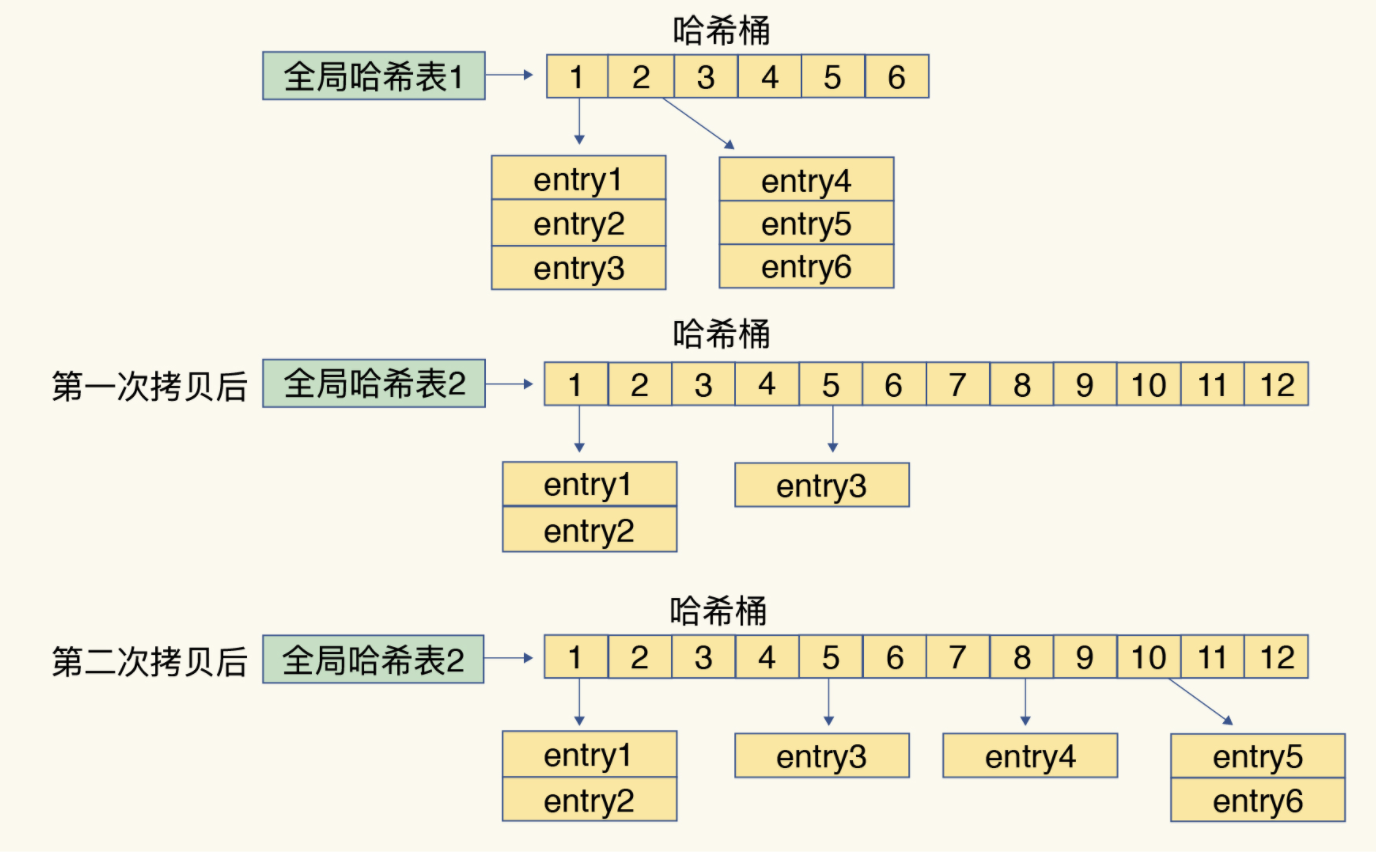 哈希桶
全局哈希表1 1 2 3 4 5 6
entry1 entry4
entry2 entry5
entry3 entry6
哈希桶
第一次拷贝后 全局哈希表2 1 2 3 4 5 6 7 8 9 10 11 12
entry1 entry3
entry2
哈希桶
第二次拷贝后 全局哈希表2 1 2 3 4 5 6 7 8 9 10 11 12
entry1 entry3 entry4 entry5
entry2 entry6